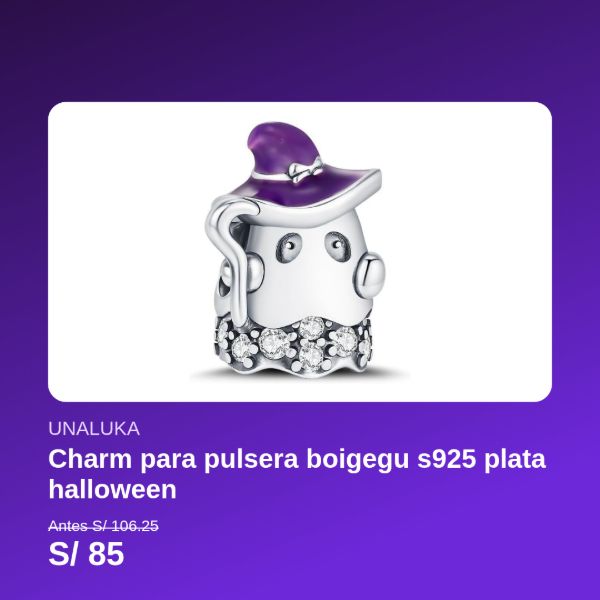 UNALUKA
Charm para pulsera boigegu s925 plata
halloween
Antes S/ 106.25
S/ 85